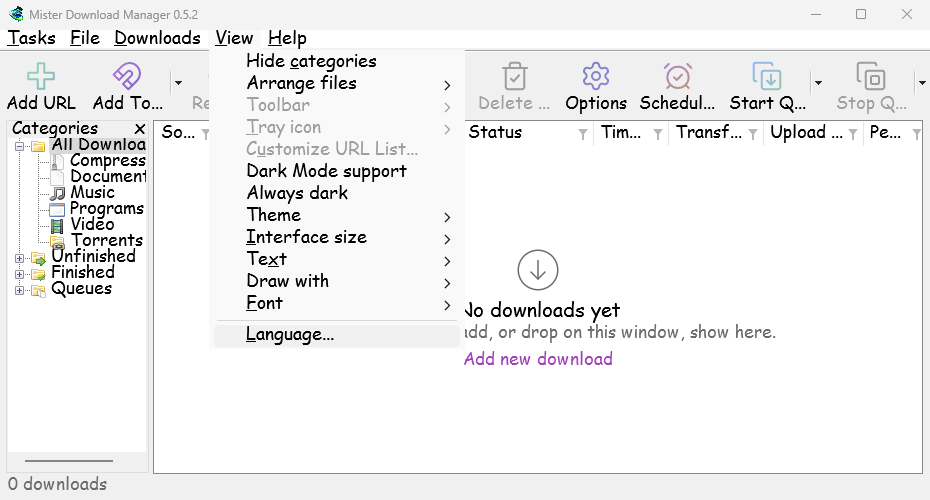 Mister Download Manager 0.5.2
Tasks File Downloads View Help
Add URL Add To... Re Delete ... Options Schedul... Start Q... Stop Q...
Hide categories
Arrange files
Toolbar
Tray icon
Customize URL List...
Dark Mode support
Always dark
Theme
Interface size
Text
Draw with
Font
Language...
Categories
All Downloa
Compress
Document
Music
Programs
Video
Torrents
Unfinished
Finished
Queues
So... Status Tim... Transf... Upload ... Pe...
No downloads yet
add, or drop on this window, show here.
Add new download
0 downloads